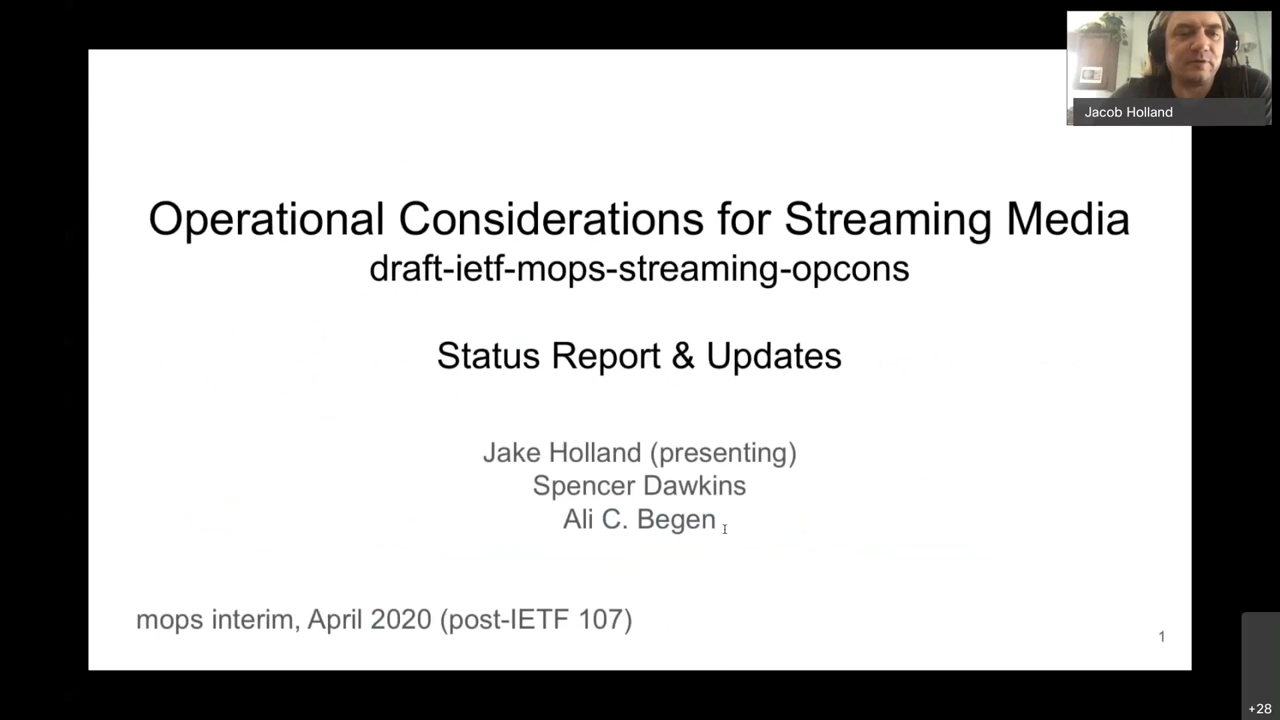 Jacob Holland
Operational Considerations for Streaming Media
draft-ietf-mops-streaming-opcons
Status Report & Updates
Jake Holland (presenting)
Spencer Dawkins
Ali C. Begen
mops interim, April 2020 (post-IETF 107)
1
+28